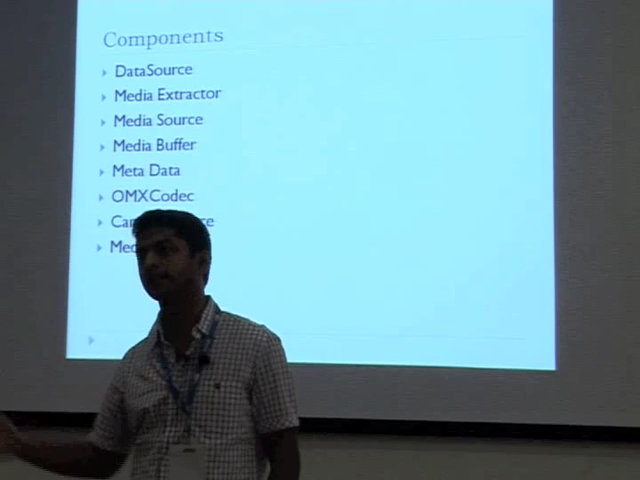 Components
DataSource
Media Extractor
Media Source
Media Buffer
Meta Data
OMXCodec